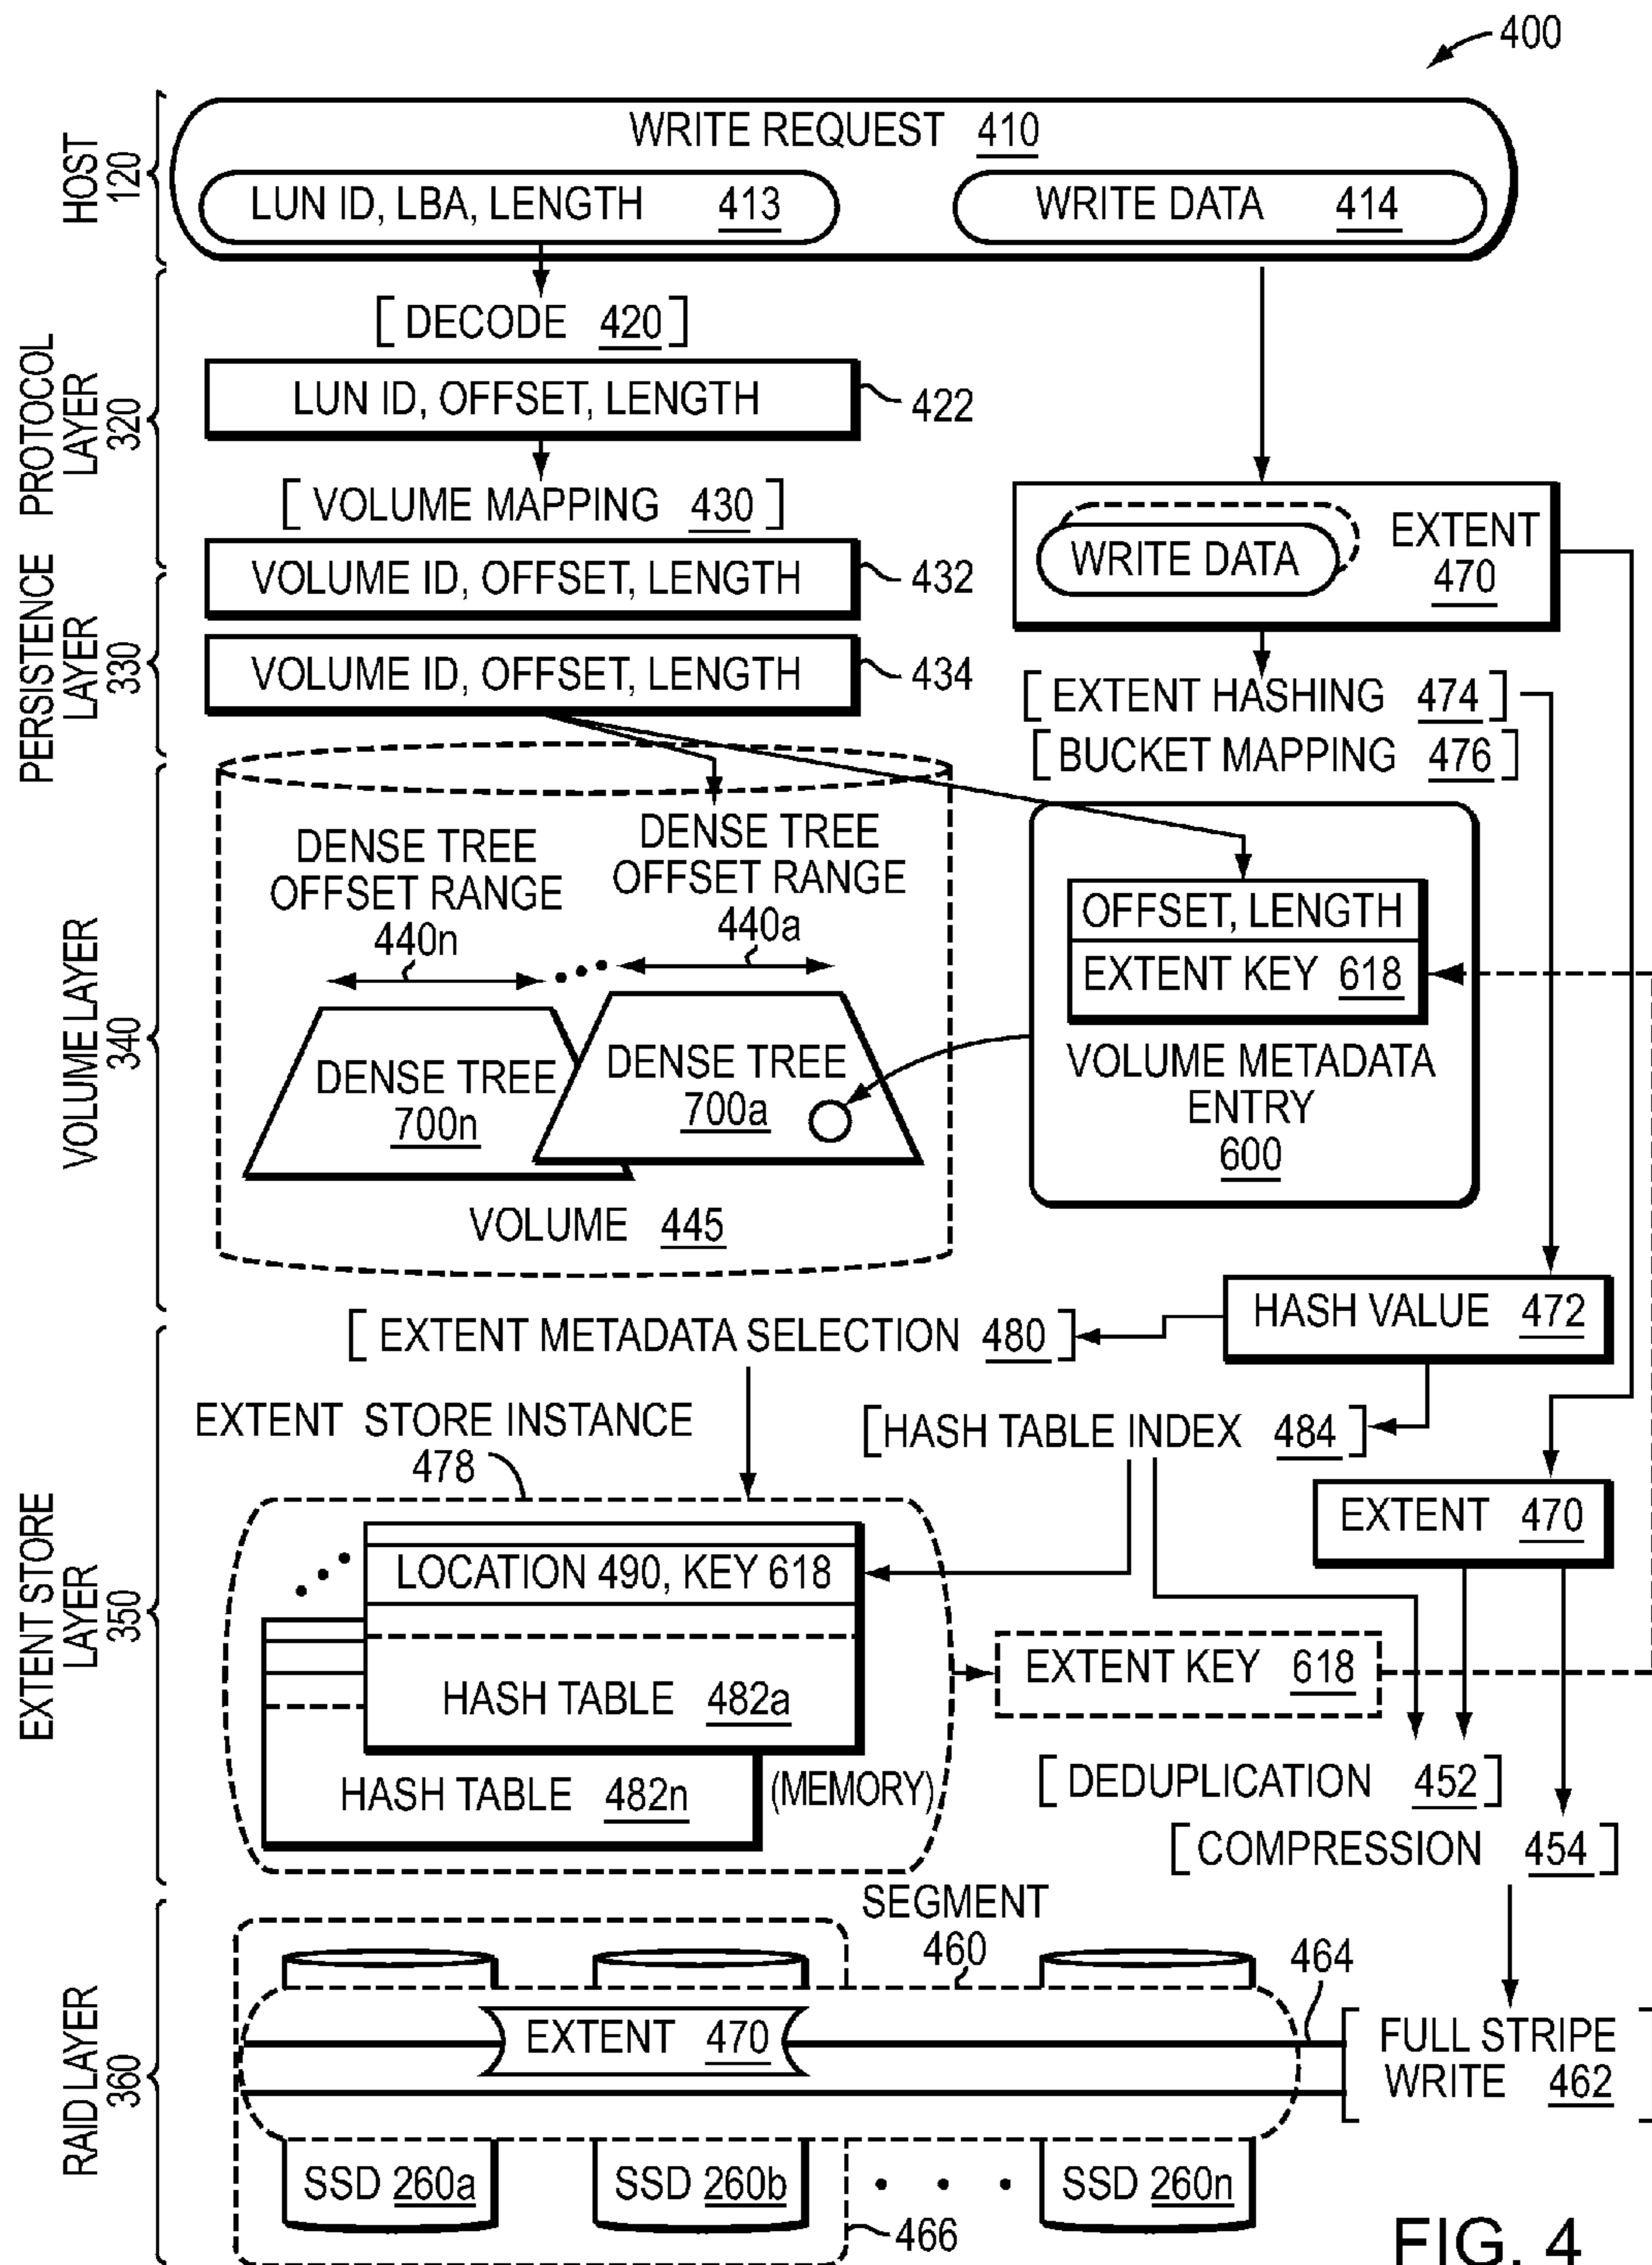 400
HOST
120
WRITE REQUEST 410
LUN ID, LBA, LENGTH 413
WRITE DATA 414
PROTOCOL
LAYER
320
[ DECODE 420 ]
LUN ID, OFFSET, LENGTH
422
[ VOLUME MAPPING 430 ]
WRITE DATA
EXTENT
470
PERSISTENCE
LAYER
330
VOLUME ID, OFFSET, LENGTH
432
VOLUME ID, OFFSET, LENGTH
434
[ EXTENT HASHING 474 ]
[ BUCKET MAPPING 476 ]
VOLUME LAYER
340
DENSE TREE
OFFSET RANGE
440n
DENSE TREE
OFFSET RANGE
440a
DENSE TREE
700n
DENSE TREE
700a
VOLUME 445
OFFSET, LENGTH
EXTENT KEY 618
VOLUME METADATA
ENTRY
600
HASH VALUE 472
EXTENT STORE
LAYER
350
[ EXTENT METADATA SELECTION 480 ]
EXTENT STORE INSTANCE
478
[HASH TABLE INDEX 484 ]
EXTENT 470
LOCATION 490, KEY 618
HASH TABLE 482a
HASH TABLE 482n
(MEMORY)
EXTENT KEY 618
[ DEDUPLICATION 452 ]
[ COMPRESSION 454 ]
RAID LAYER
360
SEGMENT
460
464
EXTENT 470
FULL STRIPE
WRITE 462
SSD 260a
SSD 260b
SSD 260n
466
FIG. 4